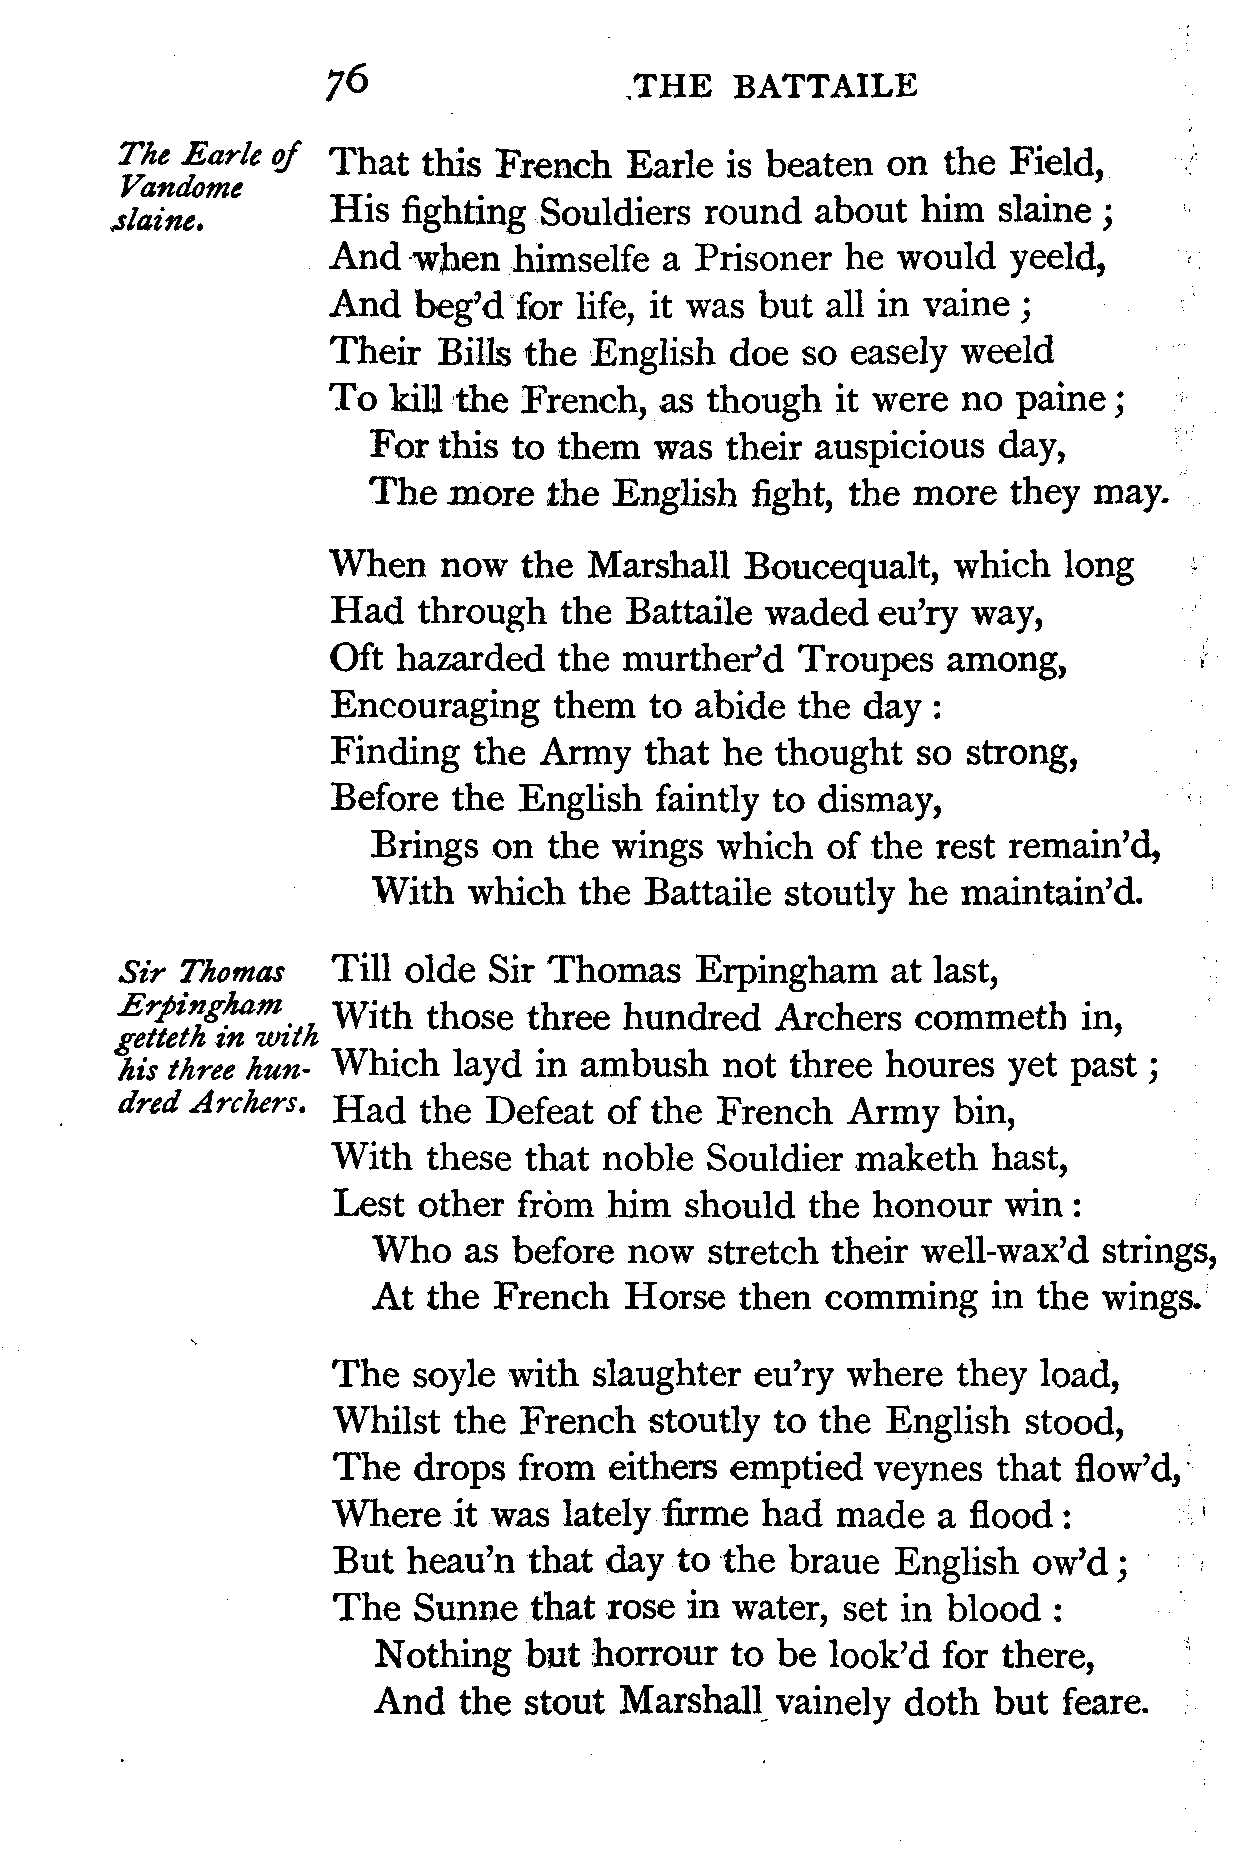 76 THE BATTAILE
The Earle of
Vandome
slaine.
That this French Earle is beaten on the Field,
His fighting Souldiers round about him slaine ;
And when himselfe a Prisoner he would yeeld,
And beg'd for life, it was but all in vaine ;
Their Bills the English doe so easely weeld
To kill the French, as though it were no paine ;
For this to them was their auspicious day,
The more the English fight, the more they may.
When now the Marshall Boucequalt, which long
Had through the Battaile waded eu'ry way,
Oft hazarded the murther'd Troupes among,
Encouraging them to abide the day :
Finding the Army that he thought so strong,
Before the English faintly to dismay,
Brings on the wings which of the rest remain'd,
With which the Battaile stoutly he maintain'd.
Sir Thomas
Erpingham
getteth in with
his three hun-
dred Archers.
Till olde Sir Thomas Erpingham at last,
With those three hundred Archers commeth in,
Which layd in ambush not three houres yet past ;
Had the Defeat of the French Army bin,
With these that noble Souldier maketh hast,
Lest other from him should the honour win :
Who as before now stretch their well-wax'd strings,
At the French Horse then comming in the wings.
The soyle with slaughter eu'ry where they load,
Whilst the French stoutly to the English stood,
The drops from eithers emptied veynes that flow'd,
Where it was lately firme had made a flood :
But heau'n that day to the braue English ow'd ;
The Sunne that rose in water, set in blood :
Nothing but horrour to be look'd for there,
And the stout Marshall vainely doth but feare.